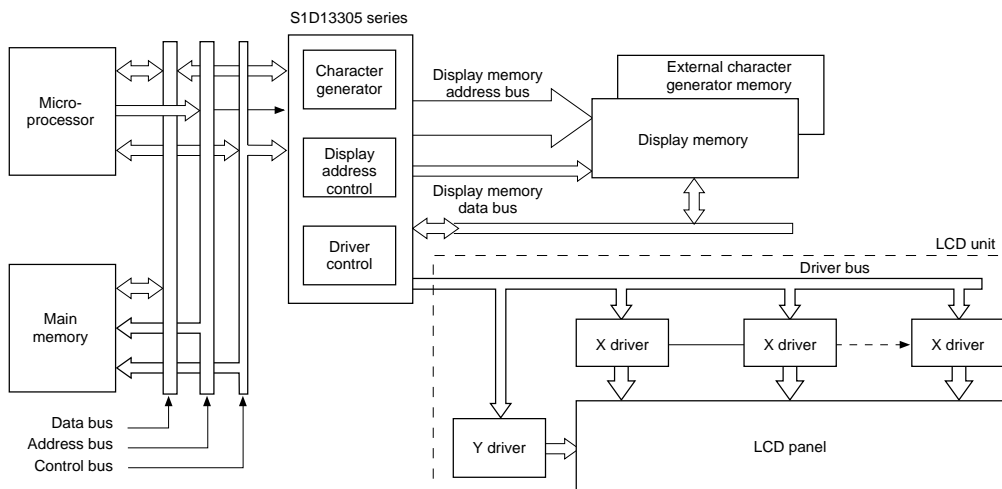 S1D13305 series
Micro-
processor
Character
generator
Display memory
address bus
External character
generator memory
Display memory
Display
address
control
Display memory
data bus
Driver
control
LCD unit
Driver bus
Main
memory
X driver
X driver
X driver
Data bus
Address bus
Control bus
Y driver
LCD panel